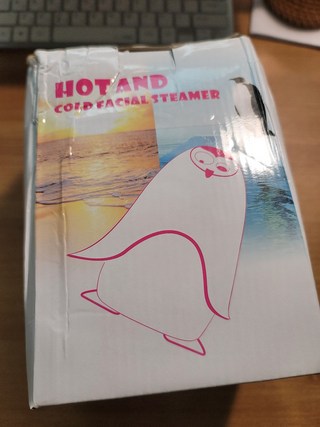 HOT AND
COLD FACIAL STEAMER